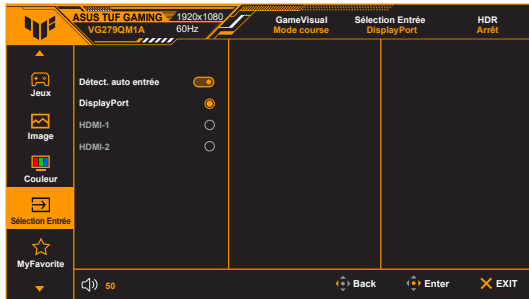 ASUS TUF GAMING
VG279QM1A
1920x1080
60Hz
GameVisual
Mode course
Sélection Entrée
DisplayPort
HDR
Arrêt
Jeux
Image
Couleur
Sélection Entrée
MyFavorite
Détect. auto entrée
DisplayPort
HDMI-1
HDMI-2
50
Back
Enter
EXIT